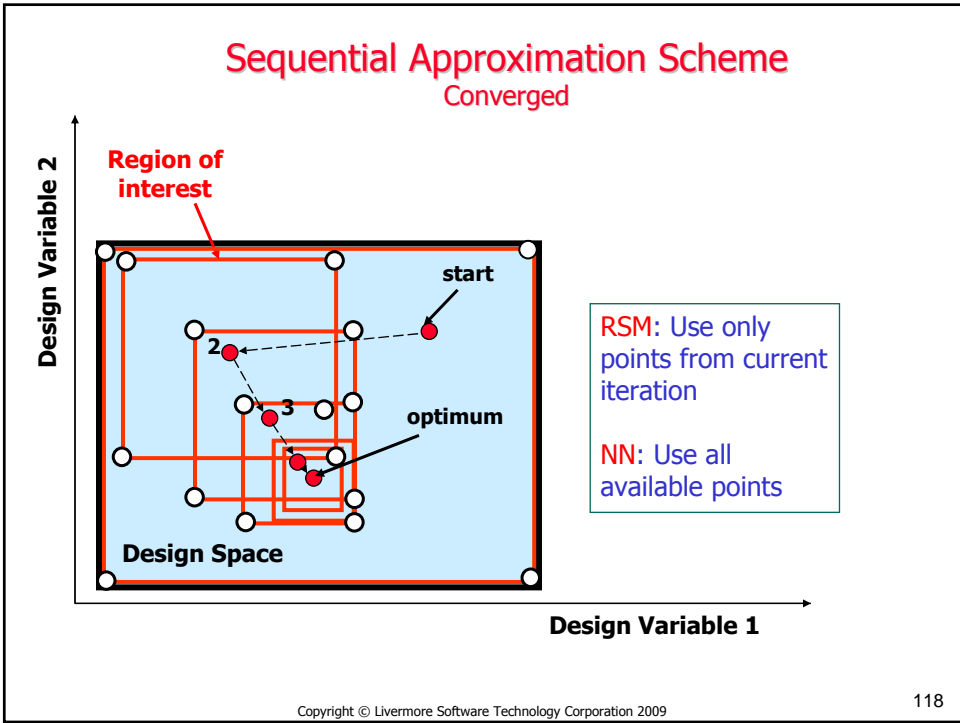 Sequential Approximation Scheme
Converged
Design Variable 2
Region of
interest
start
2
3
optimum
Design Space
Design Variable 1
RSM: Use only
points from current
iteration
NN: Use all
available points
Copyright © Livermore Software Technology Corporation 2009
118